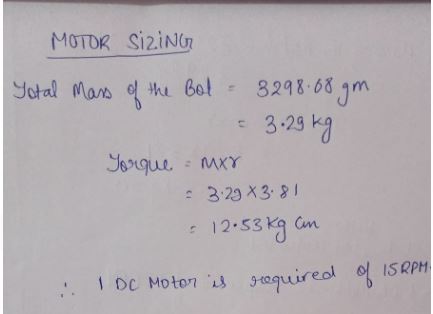 MOTOR SIZING
Total Mass of the Bot = 3298.68 gm
= 3.29 kg
Torque = M×r
= 3.29 × 3.81
= 12.53 kg cm
∴ 1 DC Motor is required of 15RPM.